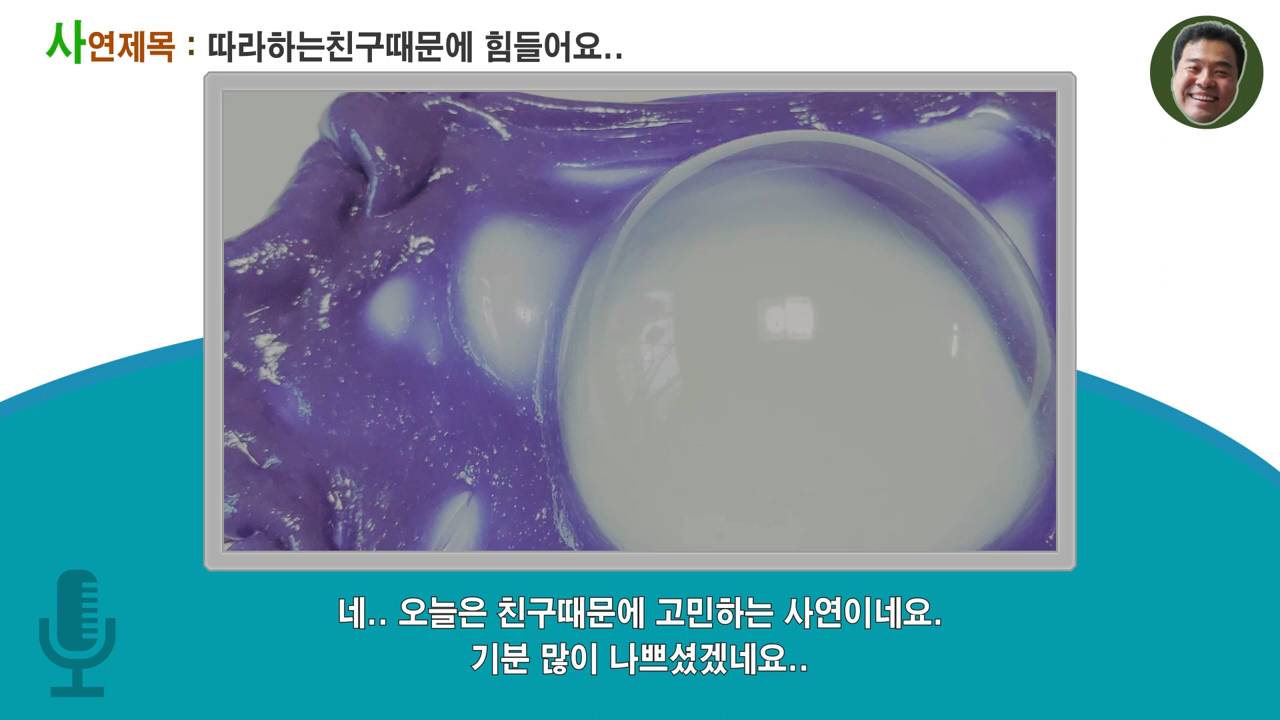 사연제목 : 따라하는친구때문에 힘들어요..
네.. 오늘은 친구때문에 고민하는 사연이네요.
기분 많이 나쁘셨겠네요..